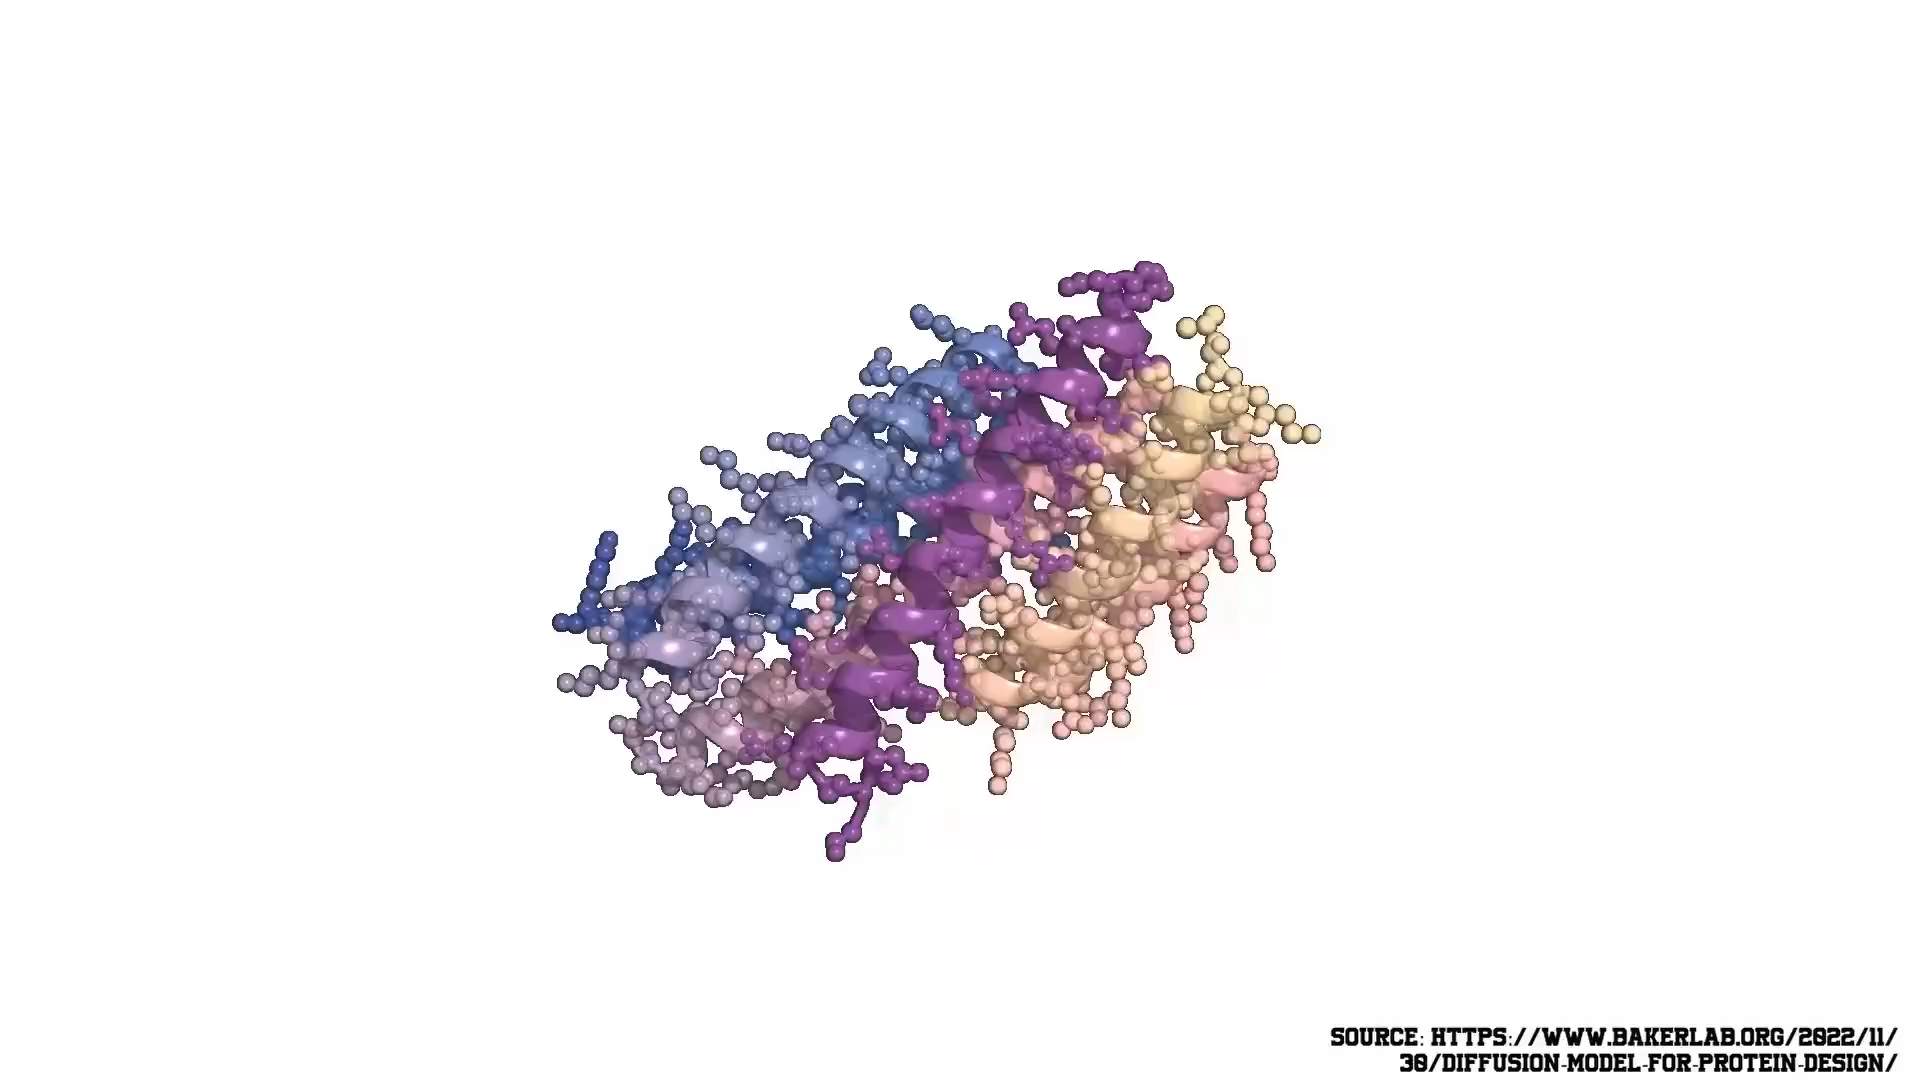 SOURCE: HTTPS://WWW.BAKERLAB.ORG/2022/11/
30/DIFFUSION-MODEL-FOR-PROTEIN-DESIGN/